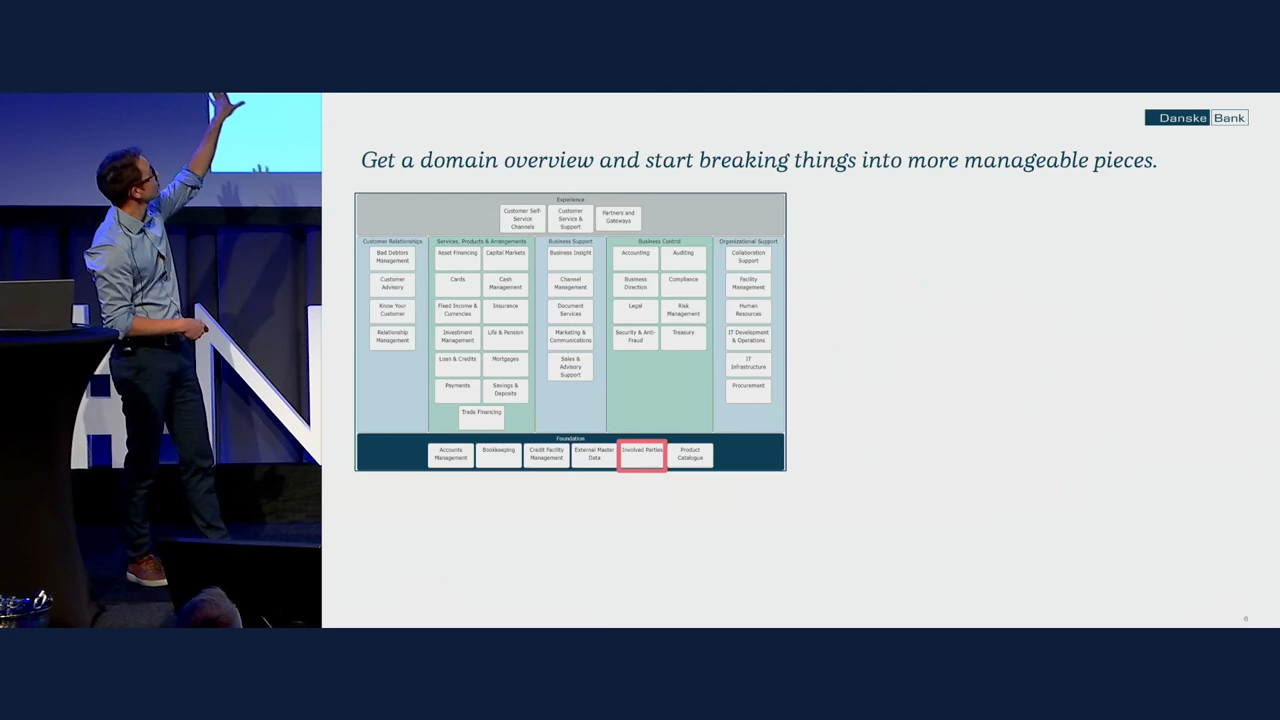 Danske Bank
Get a domain overview and start breaking things into more manageable pieces.
Experience
Customer Self-
Service
Channels
Customer
Service &
Support
Partners and
Gateways
Customer Relationships
Bad Debtors
Management
Customer
Advisory
Know Your
Customer
Relationship
Management
Services, Products & Arrangements
Asset Financing
Capital Markets
Cards
Cash
Management
Fixed Income &
Currencies
Insurance
Investment
Management
Life & Pension
Loan & Credits
Mortgages
Payments
Savings &
Deposits
Trade Financing
Business Support
Business Insight
Channel
Management
Document
Services
Marketing &
Communications
Sales &
Advisory
Support
Business Control
Accounting
Auditing
Business
Direction
Compliance
Legal
Risk
Management
Security & Anti-
Fraud
Treasury
Organizational Support
Collaboration
Support
Facility
Management
Human
Resources
IT Development
& Operations
IT
Infrastructure
Procurement
Foundation
Accounts
Management
Bookkeeping
Credit Facility
Management
External Master
Data
Involved Parties
Product
Catalogue
6